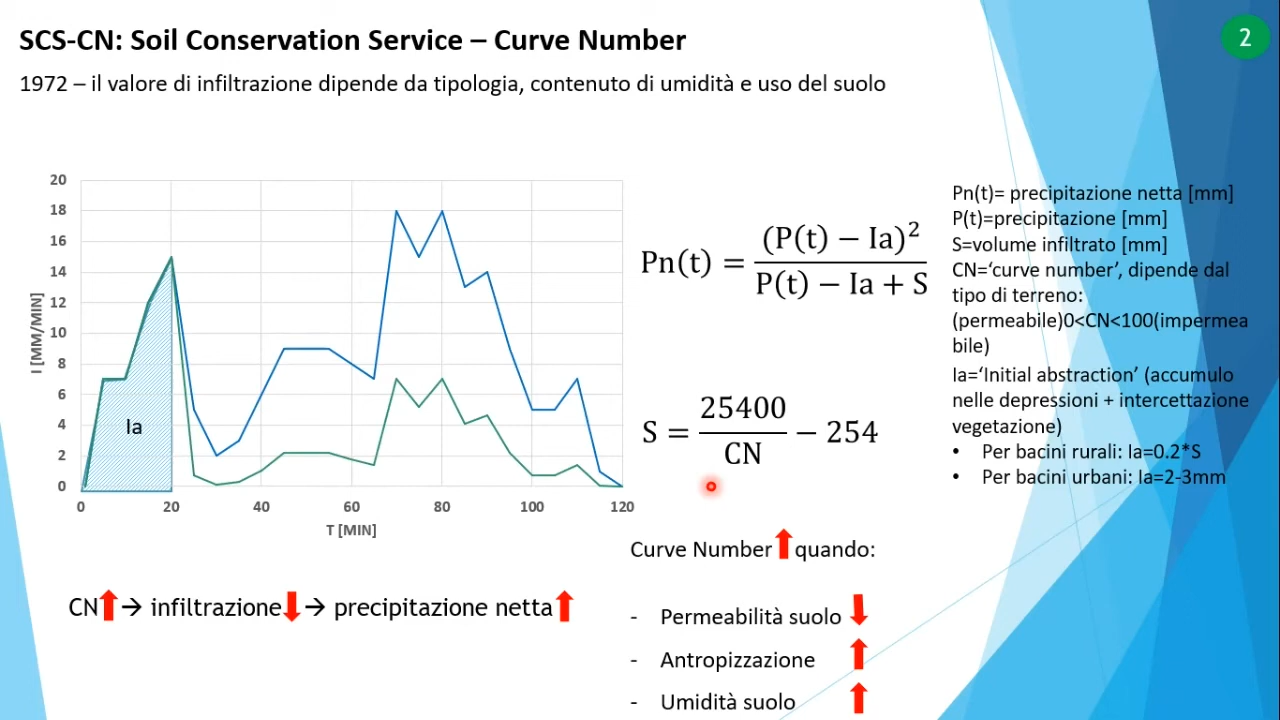 SCS-CN: Soil Conservation Service – Curve Number
2
1972 – il valore di infiltrazione dipende da tipologia, contenuto di umidità e uso del suolo
20
18
16
14
12
10
8
6
4
2
0
I [MM/MIN]
Ia
0 20 40 60 80 100 120
T [MIN]
Pn(t) = (P(t) − Ia)² / (P(t) − Ia + S)
S = 25400 / CN − 254
Pn(t)= precipitazione netta [mm]
P(t)=precipitazione [mm]
S=volume infiltrato [mm]
CN=‘curve number’, dipende dal
tipo di terreno:
(permeabile)0<CN<100(impermea
bile)
Ia=‘Initial abstraction’ (accumulo
nelle depressioni + intercettazione
vegetazione)
• Per bacini rurali: Ia=0.2*S
• Per bacini urbani: Ia=2-3mm
CN⬆→ infiltrazione⬇→ precipitazione netta⬆
Curve Number⬆quando:
- Permeabilità suolo ⬇
- Antropizzazione ⬆
- Umidità suolo ⬆